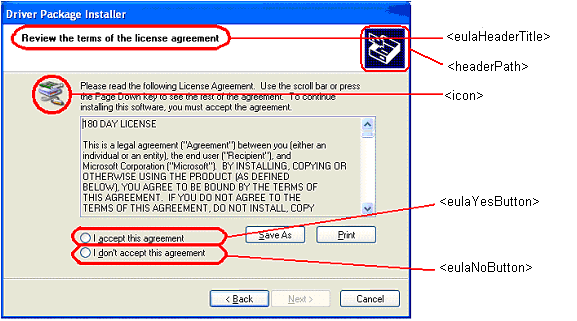 Driver Package Installer
Review the terms of the license agreement
<eulaHeaderTitle>
<headerPath>
<icon>
Please read the following License Agreement. Use the scroll bar or press
the Page Down Key to see the rest of the agreement. To continue
installing this software, you must accept the agreement.
180 DAY LICENSE
This is a legal agreement ("Agreement") between you (either an
individual or an entity), the end user ("Recipient"), and
Microsoft Corporation ("Microsoft"). BY INSTALLING, COPYING OR
OTHERWISE USING THE PRODUCT (AS DEFINED
BELOW), YOU AGREE TO BE BOUND BY THE TERMS OF
THIS AGREEMENT. IF YOU DO NOT AGREE TO THE
TERMS OF THIS AGREEMENT, DO NOT INSTALL, COPY
<eulaYesButton>
I accept this agreement
Save As
Print
I don't accept this agreement
<eulaNoButton>
< Back
Next >
Cancel